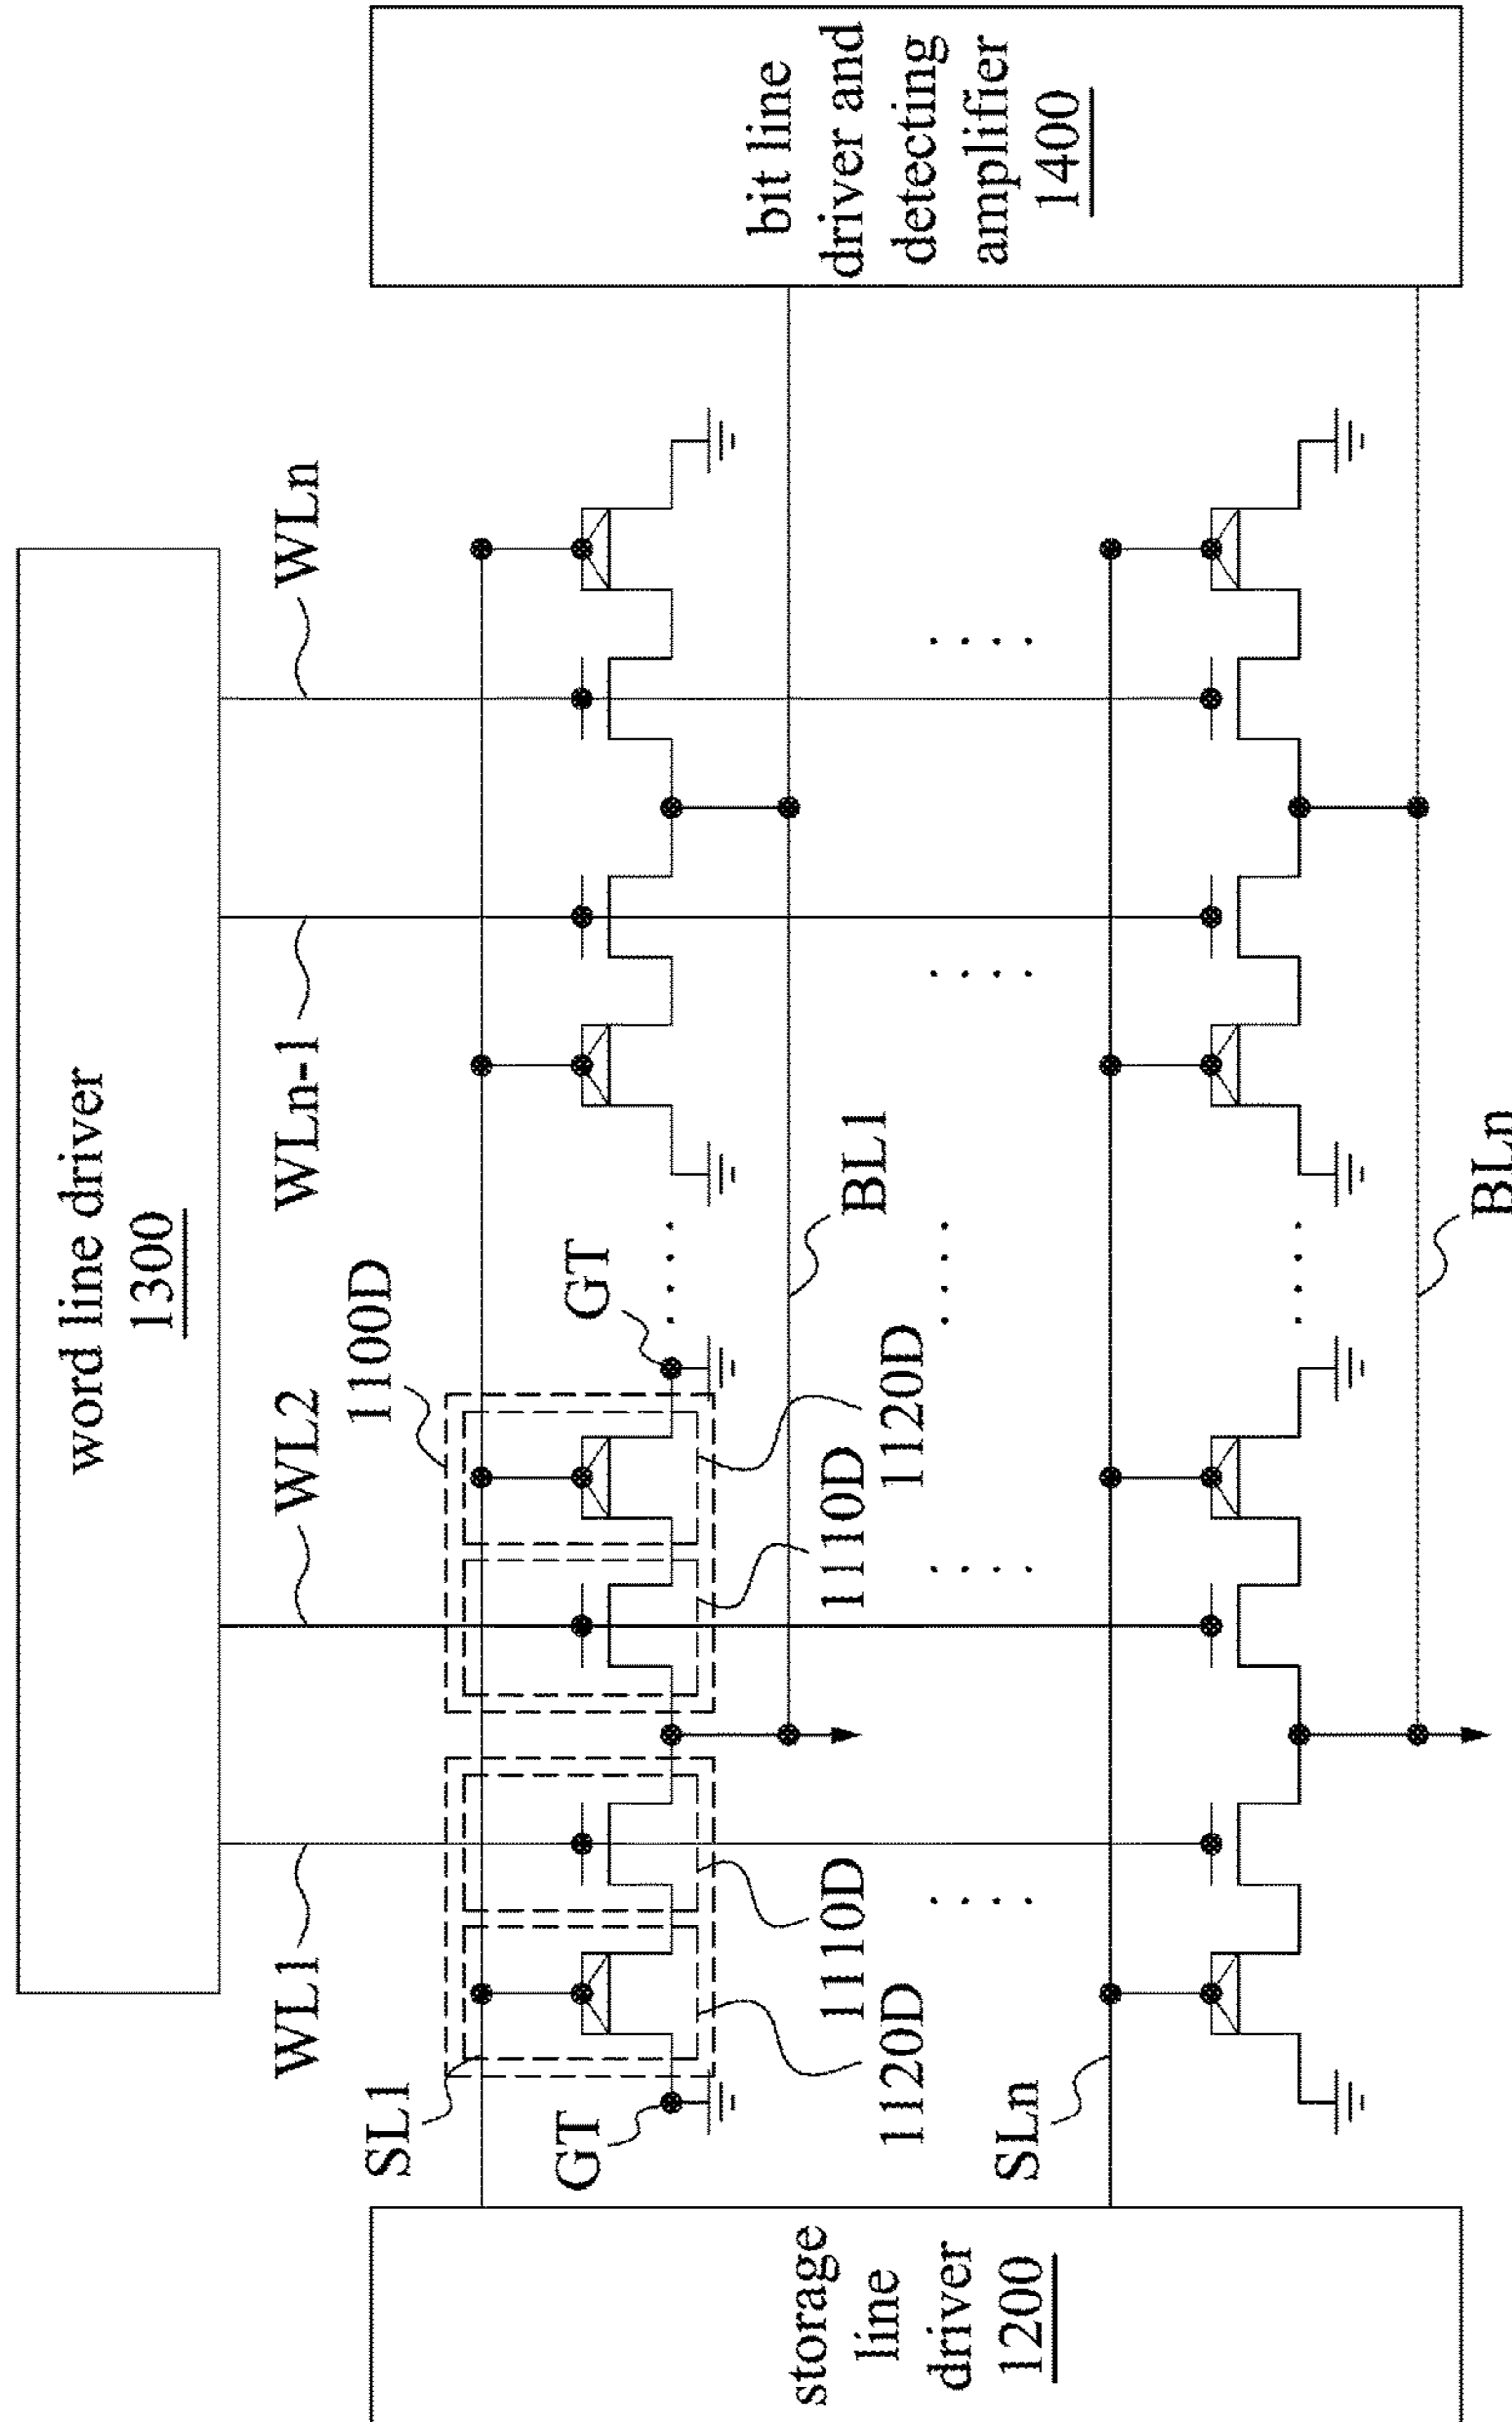 word line driver
1300
WL1
WL2
WLn-1
WLn
1100D
SL1
GT
GT
1110D
1120D
1110D
1120D
BL1
storage
line
driver
1200
bit line
driver and
detecting
amplifier
1400
SLn
BLn